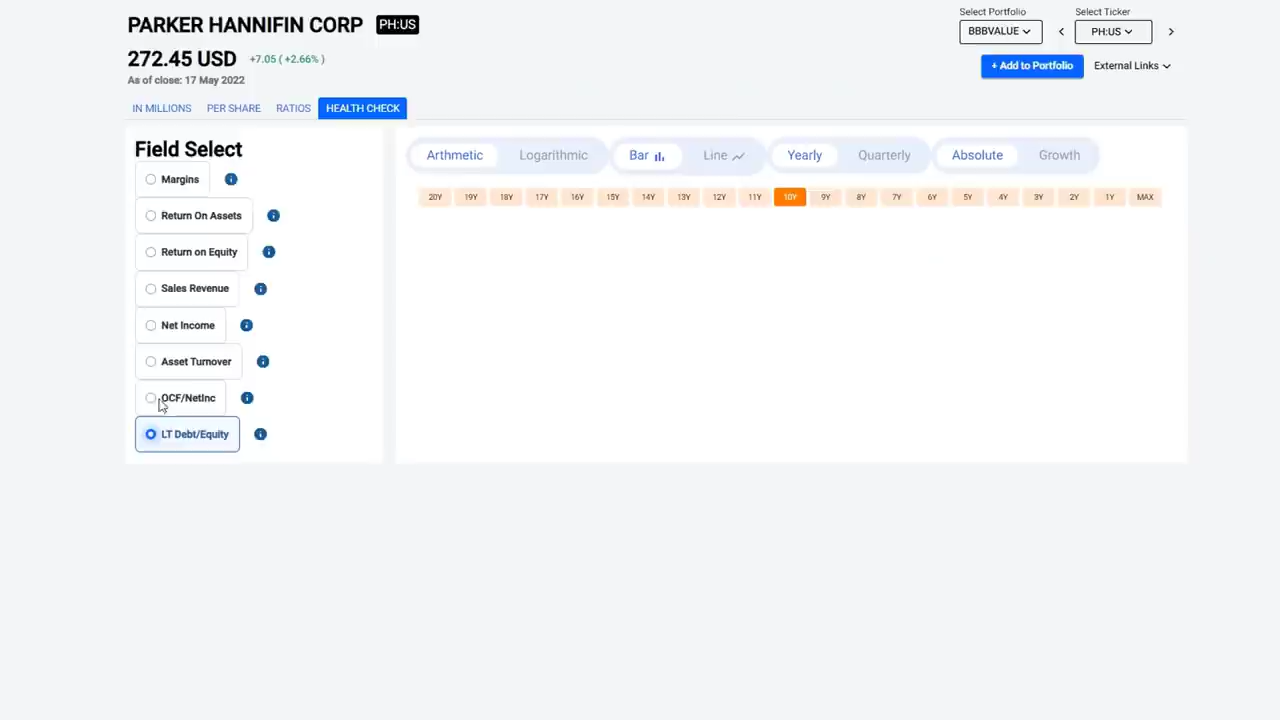 PARKER HANNIFIN CORP PH:US
Select Portfolio Select Ticker
BBBVALUE PH:US
272.45 USD +7.05 ( +2.66% )
+ Add to Portfolio External Links
As of close: 17 May 2022
IN MILLIONS PER SHARE RATIOS HEALTH CHECK
Field Select
Margins
Return On Assets
Return on Equity
Sales Revenue
Net Income
Asset Turnover
OCF/NetInc
LT Debt/Equity
Arthmetic Logarithmic Bar Line Yearly Quarterly Absolute Growth
20Y 19Y 18Y 17Y 16Y 15Y 14Y 13Y 12Y 11Y 10Y 9Y 8Y 7Y 6Y 5Y 4Y 3Y 2Y 1Y MAX